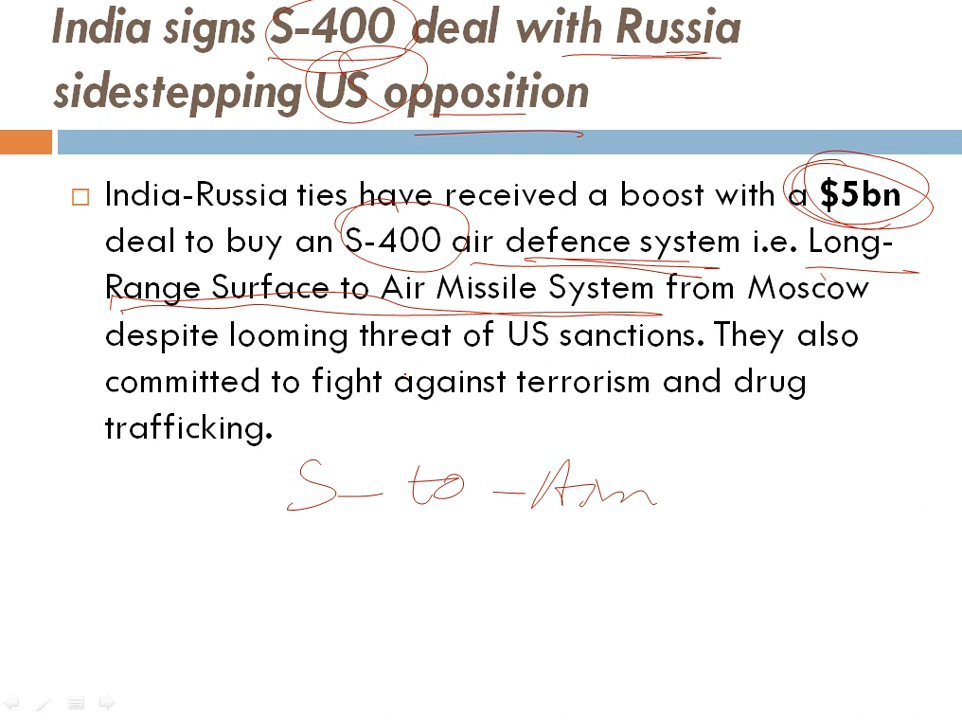 India signs S-400 deal with Russia
sidestepping US opposition
India-Russia ties have received a boost with a $5bn
deal to buy an S-400 air defence system i.e. Long-
Range Surface to Air Missile System from Moscow
despite looming threat of US sanctions. They also
committed to fight against terrorism and drug
trafficking.
S- to -